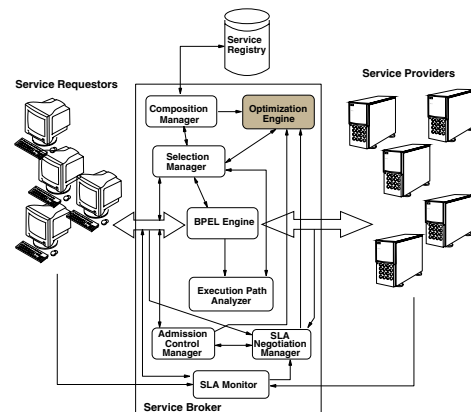 Service
Registry
Service Requestors
Service Providers
Composition
Manager
Optimization
Engine
Selection
Manager
BPEL Engine
Execution Path
Analyzer
Admission
Control
Manager
SLA
Negotiation
Manager
SLA Monitor
Service Broker